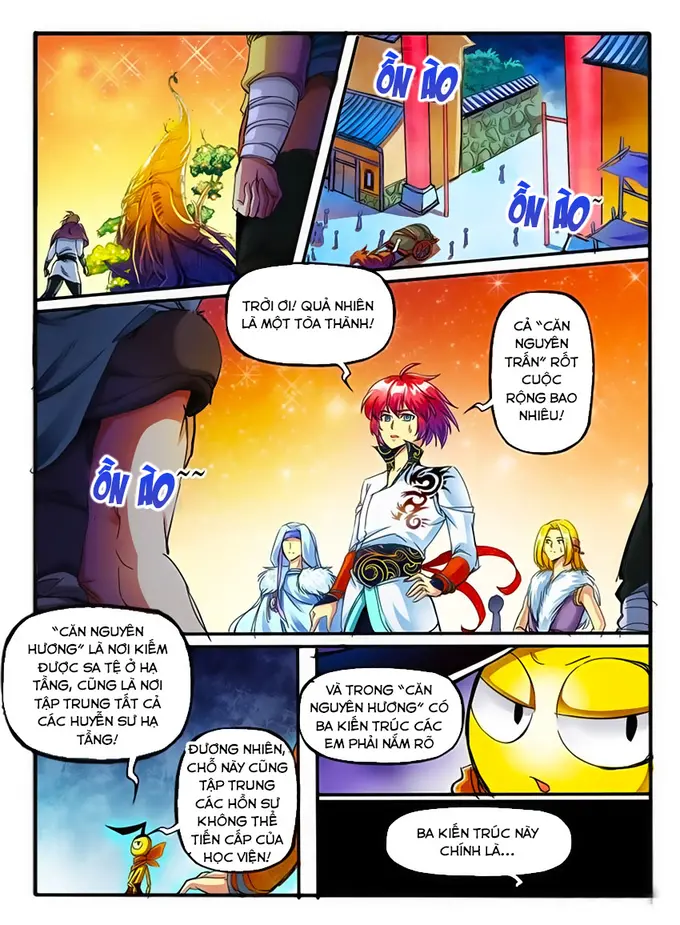 ỒN ÀO
ỒN ÀO~
TRỜI ƠI! QUẢ NHIÊN
LÀ MỘT TÒA THÀNH!
CẢ "CĂN
NGUYÊN
TRẤN" RỐT
CUỘC
RỘNG BAO
NHIÊU!
ỒN ÀO~~
"CĂN NGUYÊN
HƯƠNG" LÀ NƠI KIẾM
ĐƯỢC SA TỆ Ở HẠ
TẦNG, CŨNG LÀ NƠI
TẬP TRUNG TẤT CẢ
CÁC HUYỄN SƯ HẠ
TẦNG!
ĐƯƠNG NHIÊN,
CHỖ NÀY CŨNG
TẬP TRUNG
CÁC HỒN SƯ
KHÔNG THỂ
TIẾN CẤP CỦA
HỌC VIỆN!
VÀ TRONG "CĂN
NGUYÊN HƯƠNG" CÓ
BA KIẾN TRÚC CÁC
EM PHẢI NẮM RÕ
BA KIẾN TRÚC NÀY
CHÍNH LÀ...